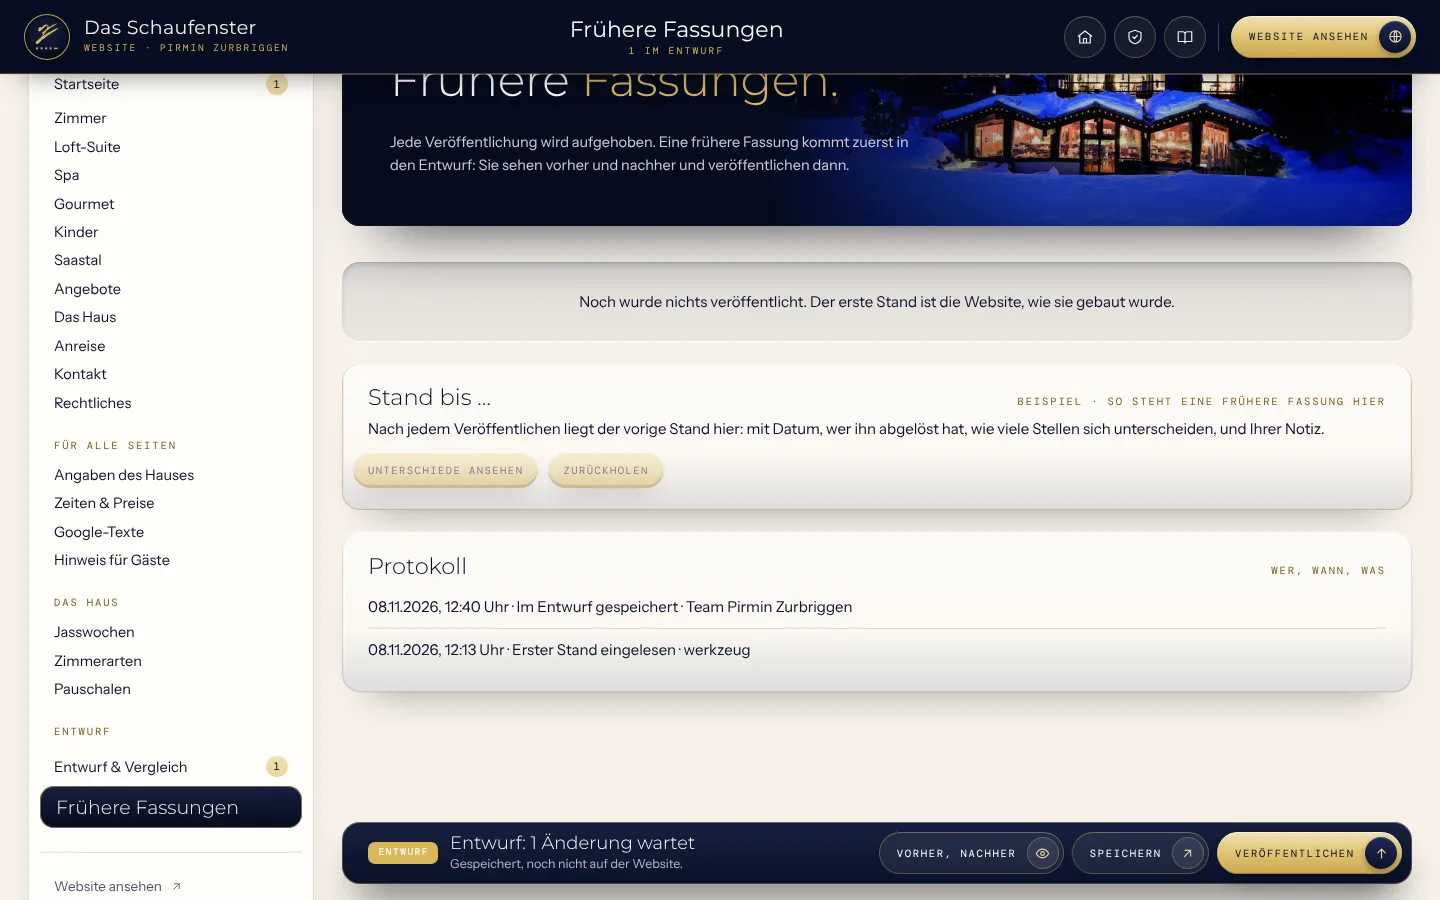 Das Schaufenster
WEBSITE · PIRMIN ZURBRIGGEN
Frühere Fassungen
1 IM ENTWURF
WEBSITE ANSEHEN
Startseite 1
Zimmer
Loft-Suite
Spa
Gourmet
Kinder
Saastal
Angebote
Das Haus
Anreise
Kontakt
Rechtliches
FÜR ALLE SEITEN
Angaben des Hauses
Zeiten & Preise
Google-Texte
Hinweis für Gäste
DAS HAUS
Jasswochen
Zimmerarten
Pauschalen
ENTWURF
Entwurf & Vergleich 1
Frühere Fassungen
Website ansehen
Frühere Fassungen.
Jede Veröffentlichung wird aufgehoben. Eine frühere Fassung kommt zuerst in
den Entwurf: Sie sehen vorher und nachher und veröffentlichen dann.
Noch wurde nichts veröffentlicht. Der erste Stand ist die Website, wie sie gebaut wurde.
Stand bis ...
BEISPIEL · SO STEHT EINE FRÜHERE FASSUNG HIER
Nach jedem Veröffentlichen liegt der vorige Stand hier: mit Datum, wer ihn abgelöst hat, wie viele Stellen sich unterscheiden, und Ihrer Notiz.
UNTERSCHIEDE ANSEHEN
ZURÜCKHOLEN
Protokoll
WER, WANN, WAS
08.11.2026, 12:40 Uhr · Im Entwurf gespeichert · Team Pirmin Zurbriggen
08.11.2026, 12:13 Uhr · Erster Stand eingelesen · werkzeug
ENTWURF
Entwurf: 1 Änderung wartet
Gespeichert, noch nicht auf der Website.
VORHER, NACHHER
SPEICHERN
VERÖFFENTLICHEN